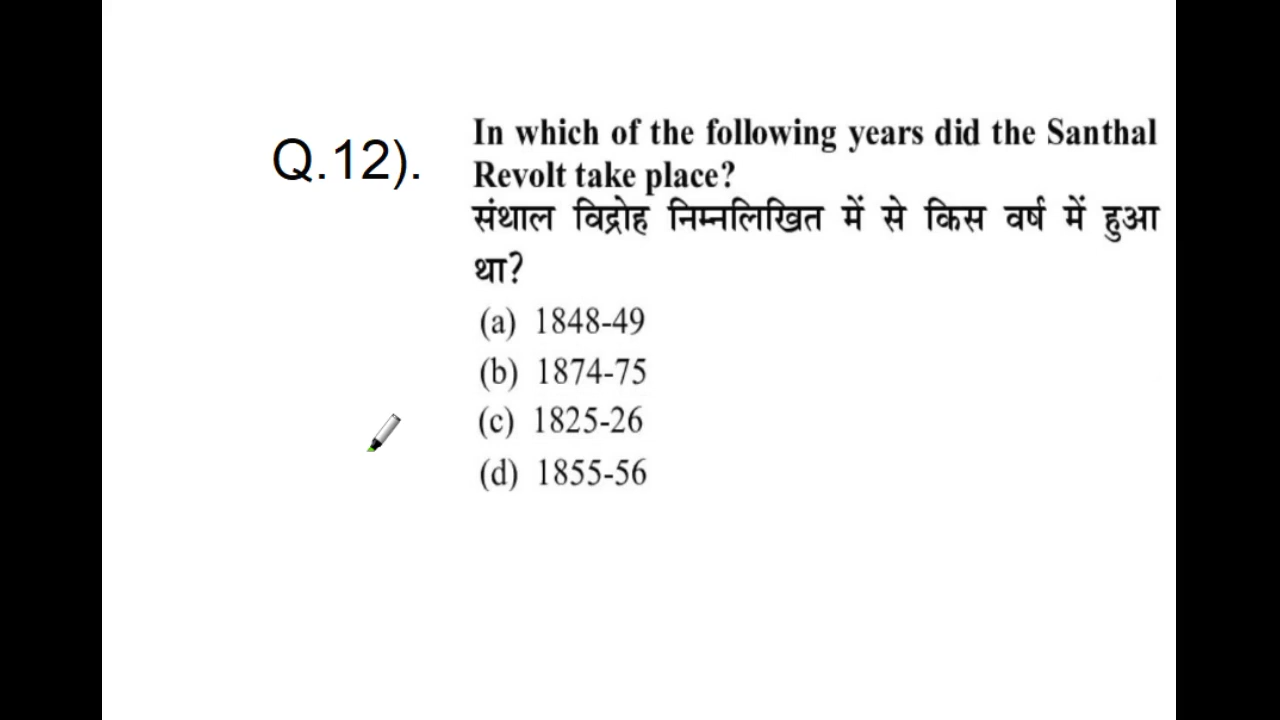 Q.12).
In which of the following years did the Santhal
Revolt take place?
संथाल विद्रोह निम्नलिखित में से किस वर्ष में हुआ
था?
(a) 1848-49
(b) 1874-75
(c) 1825-26
(d) 1855-56